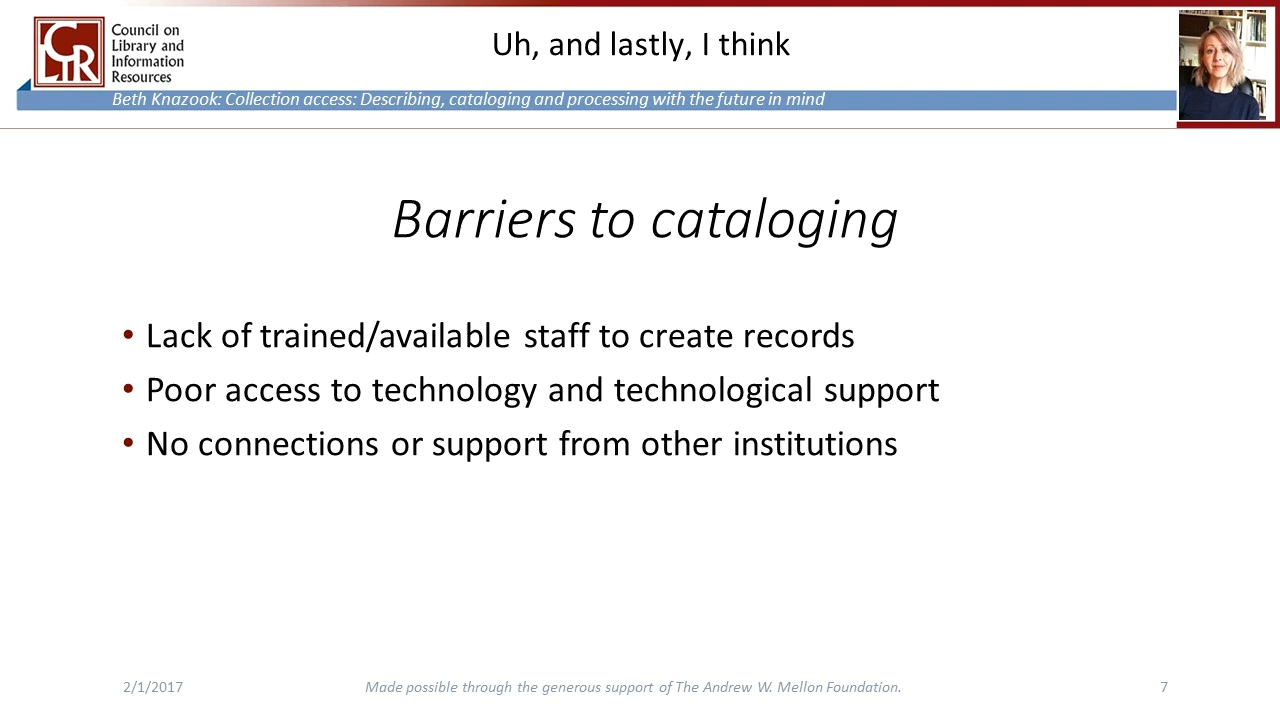 CLIR
Council on
Library and
Information
Resources
Uh, and lastly, I think
Beth Knazook: Collection access: Describing, cataloging and processing with the future in mind
Barriers to cataloging
• Lack of trained/available staff to create records
• Poor access to technology and technological support
• No connections or support from other institutions
2/1/2017
Made possible through the generous support of The Andrew W. Mellon Foundation.
7